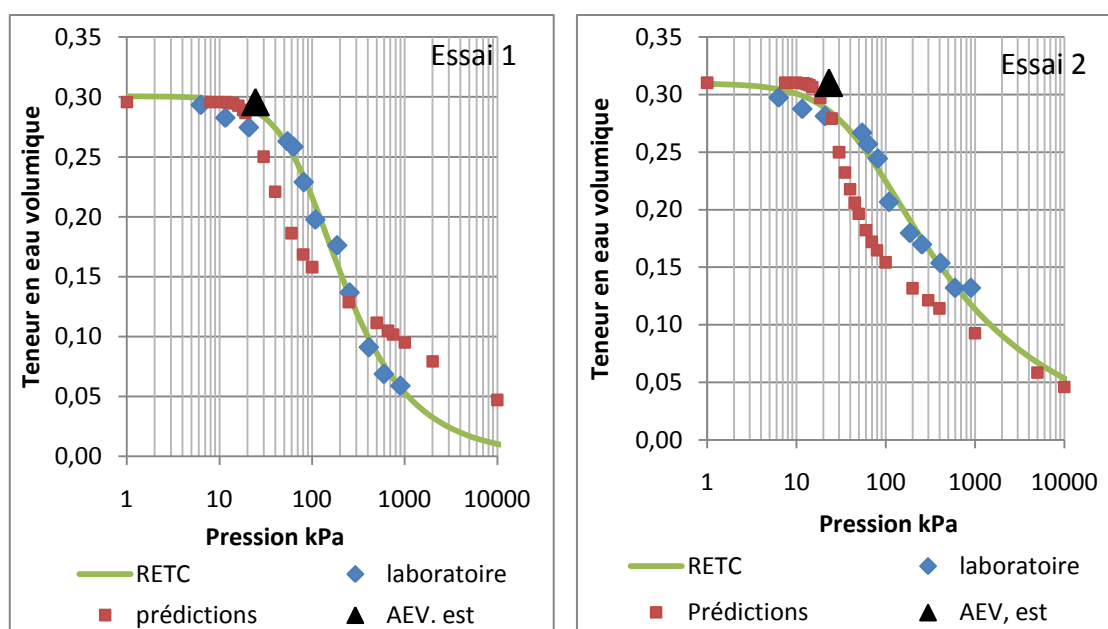 Essai 1
Teneur en eau volumique
0,35
0,30
0,25
0,20
0,15
0,10
0,05
0,00
1 10 100 1000 10000
Pression kPa
RETC laboratoire
prédictions AEV. est
Essai 2
Teneur en eau volumique
0,35
0,30
0,25
0,20
0,15
0,10
0,05
0,00
1 10 100 1000 10000
Pression kPa
RETC laboratoire
Prédictions AEV, est